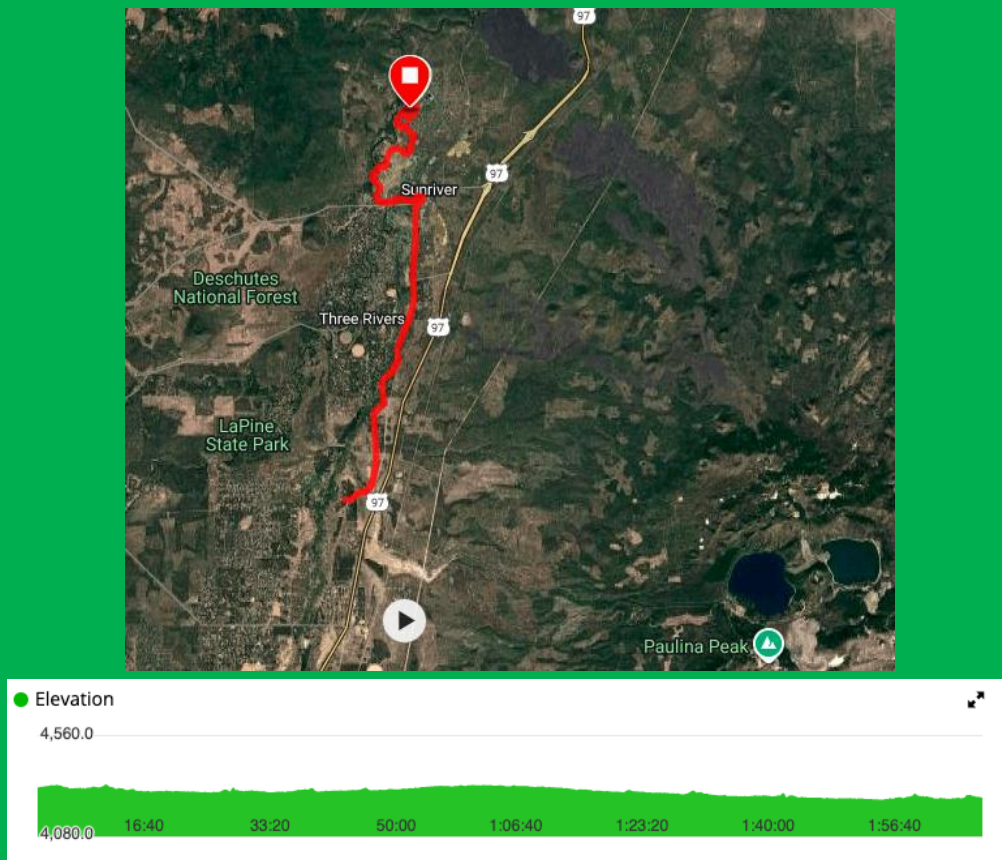 97
97
Sunriver
Deschutes
National Forest
Three Rivers
97
LaPine
State Park
97
Paulina Peak
Elevation
4,560.0
4,080.0
16:40
33:20
50:00
1:06:40
1:23:20
1:40:00
1:56:40